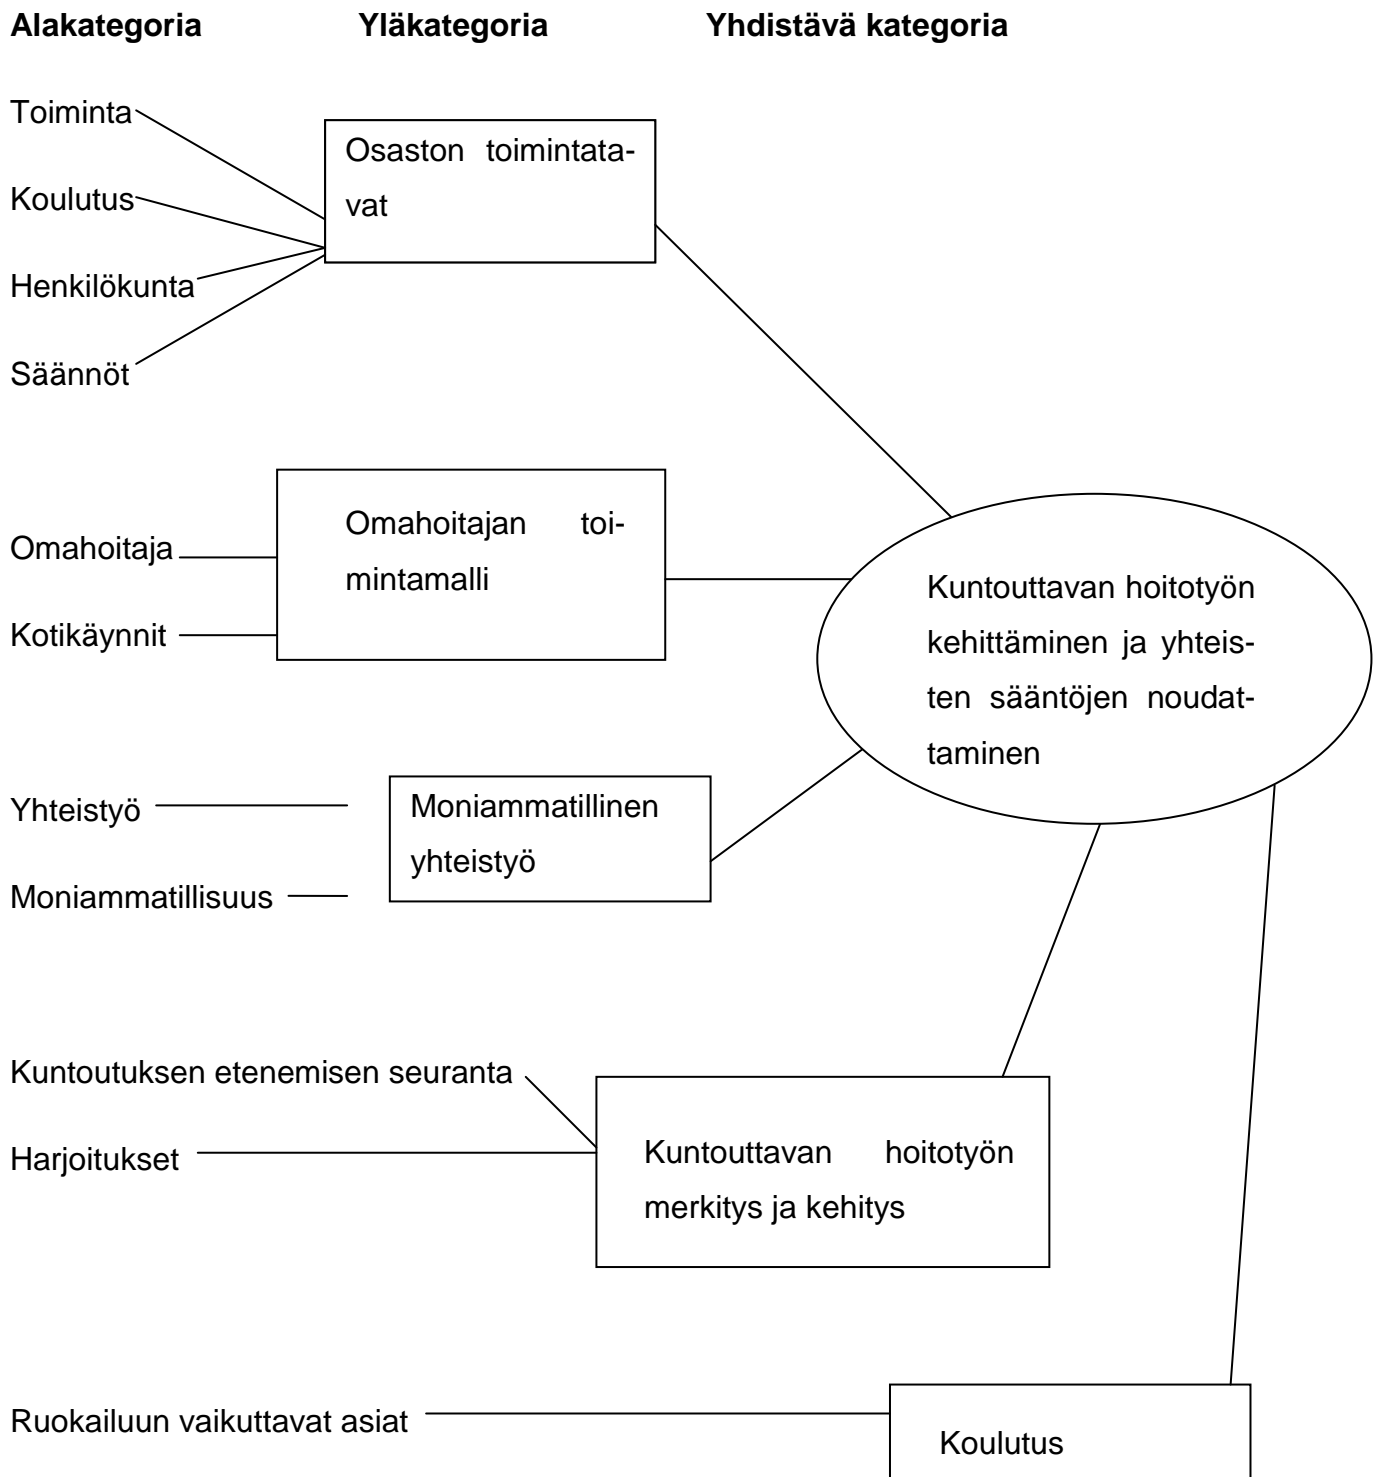 Alakategoria Yläkategoria Yhdistävä kategoria
Toiminta
Osaston toimintata-
vat
Koulutus
Henkilökunta
Säännöt
Omahoitajan toi-
mintamalli
Omahoitaja
Kotikäynnit
Kuntouttavan hoitotyön
kehittäminen ja yhteis-
ten sääntöjen noudat-
taminen
Yhteistyö
Moniammatillisuus
Moniammatillinen
yhteistyö
Kuntoutuksen etenemisen seuranta
Harjoitukset
Kuntouttavan hoitotyön
merkitys ja kehitys
Ruokailuun vaikuttavat asiat
Koulutus